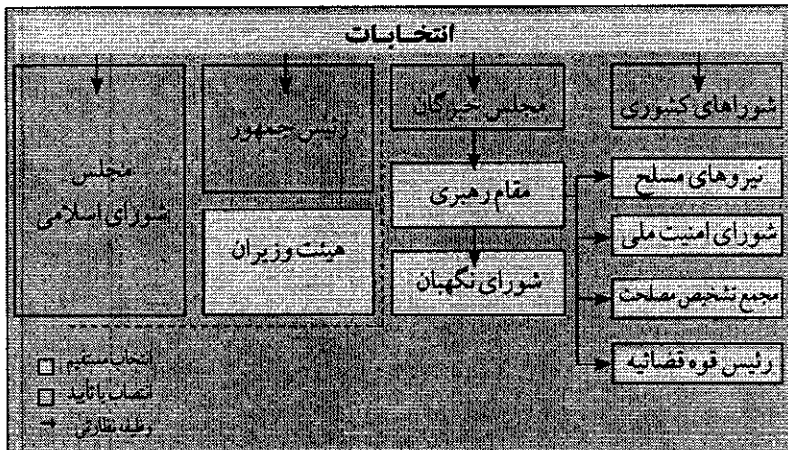 انتخابات
شوراهای کشوری
مجلس خبرگان
رئیس جمهور
مجلس
شورای اسلامی
نیروهای مسلح
مقام رهبری
شورای امنیت ملی
هیئت وزیران
شورای نگهبان
مجمع تشخیص مصلحت
رئیس قوه قضائیه
انتخاب مستقیم
انتصاب یا تأیید
وظیفه نظارتی